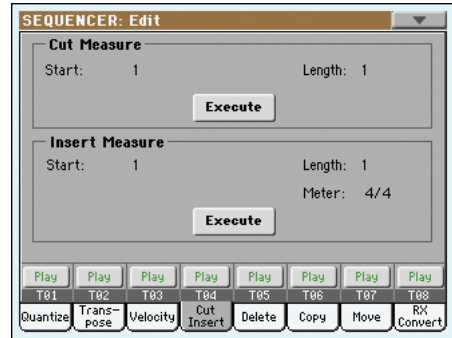 SEQUENCER: Edit
Cut Measure
Start: 1 Length: 1
Execute
Insert Measure
Start: 1 Length: 1
Meter: 4/4
Execute
Play Play Play Play Play Play Play Play
T01 T02 T03 T04 T05 T06 T07 T08
Quantize Trans-pose Velocity Cut Insert Delete Copy Move RX Convert